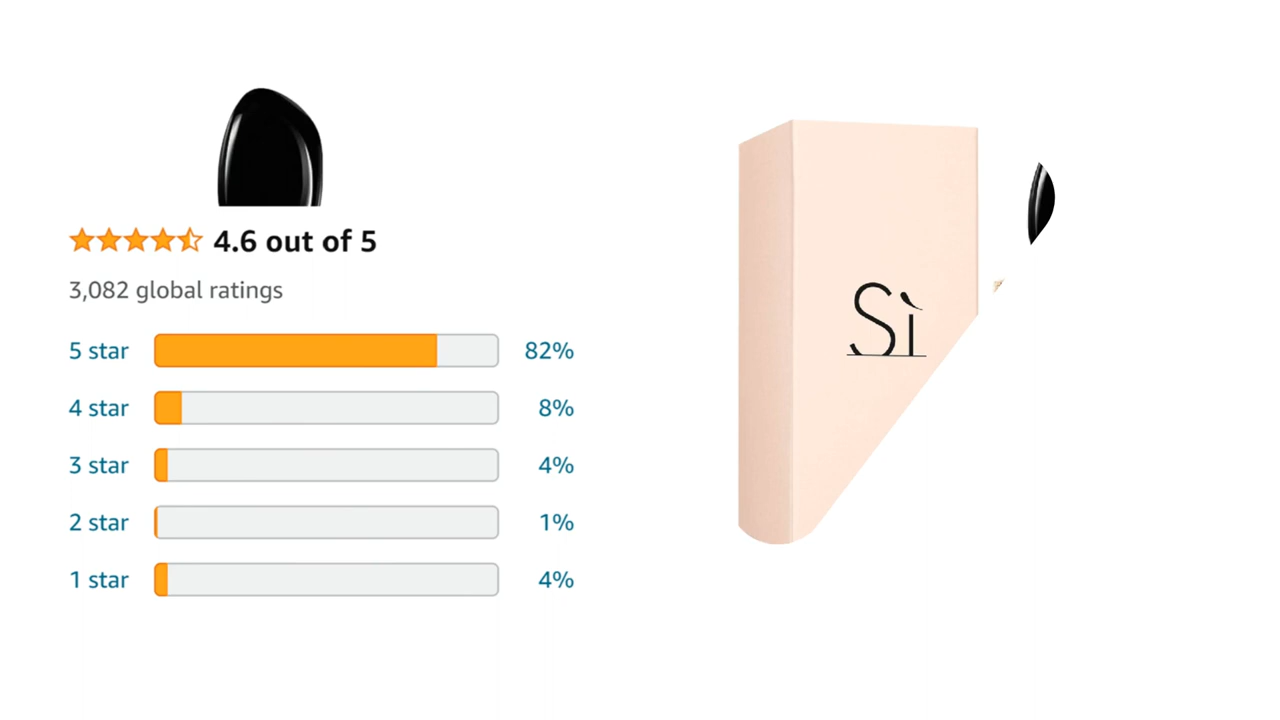 4.6 out of 5
3,082 global ratings
5 star 82%
4 star 8%
3 star 4%
2 star 1%
1 star 4%
Sì